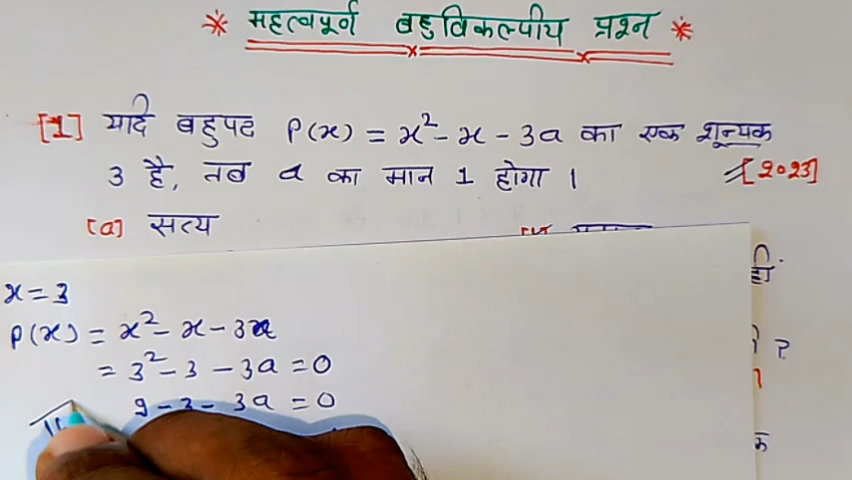 * महत्वपूर्ण बहुविकल्पीय प्रश्न *
[1] यदि बहुपद P(x) = x² - x - 3a का एक शून्यक
3 है, तब a का मान 1 होगा । [2023]
[a] सत्य
x = 3
P(x) = x² - x - 3a
= 3² - 3 - 3a = 0
9 - 3 - 3a = 0